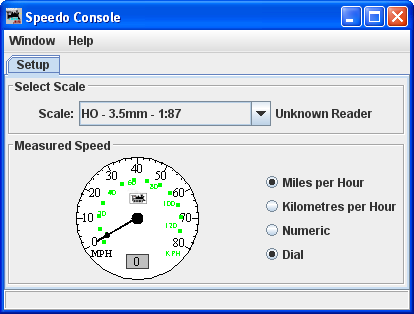 Speedo Console
Window Help
Setup
Select Scale
Scale: HO - 3.5mm - 1:87 Unknown Reader
Measured Speed
0
10
20
30
40
50
60
70
80
20
40
60
80
100
120
MPH
KPH
0
Miles per Hour
Kilometres per Hour
Numeric
Dial